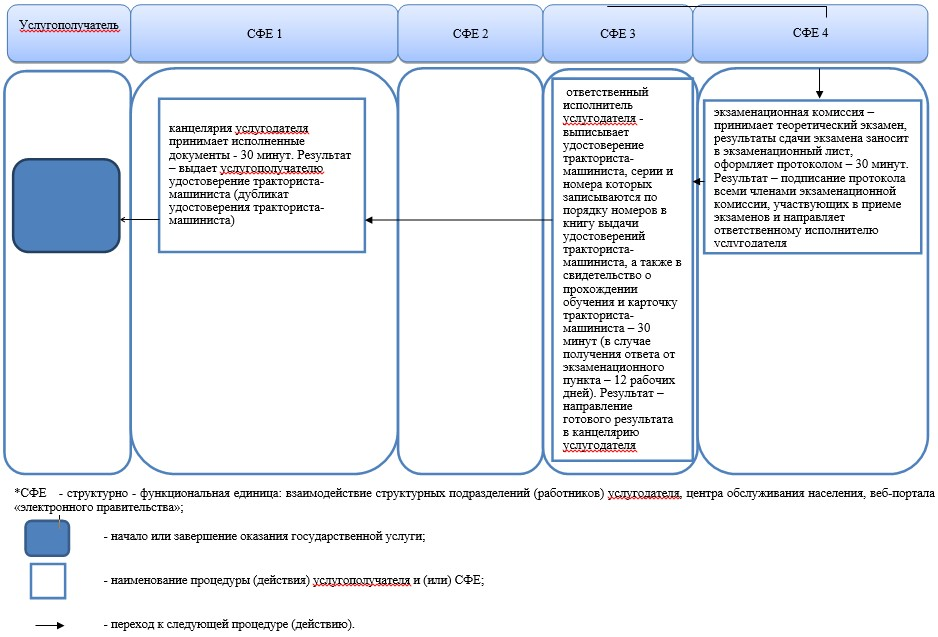 Услугополучатель
СФЕ 1
СФЕ 2
СФЕ 3
СФЕ 4
канцелярия услугодателя
принимает исполненные
документы - 30 минут. Результат
– выдает услугополучателю
удостоверение тракториста-
машиниста (дубликат
удостоверения тракториста-
машиниста)
ответственный
исполнитель
услугодателя -
выписывает
удостоверение
тракториста-
машиниста, серии и
номера которых
записываются по
порядку номеров в
книгу выдачи
удостоверений
тракториста-
машиниста, а также в
свидетельство о
прохождении
обучения и карточку
тракториста-
машиниста – 30
минут (в случае
получения ответа от
экзаменационного
пункта – 12 рабочих
дней). Результат –
направление
готового результата
в канцелярию
услугодателя
экзаменационная комиссия –
принимает теоретический экзамен,
результаты сдачи экзамена заносит
в экзаменационный лист,
оформляет протоколом – 30 минут.
Результат – подписание протокола
всеми членами экзаменационной
комиссии, участвующих в приеме
экзаменов и направляет
ответственному исполнителю
услугодателя
*СФЕ - структурно - функциональная единица: взаимодействие структурных подразделений (работников) услугодателя, центра обслуживания населения, веб-портала
«электронного правительства»;
- начало или завершение оказания государственной услуги;
- наименование процедуры (действия) услугополучателя и (или) СФЕ;
- переход к следующей процедуре (действию).